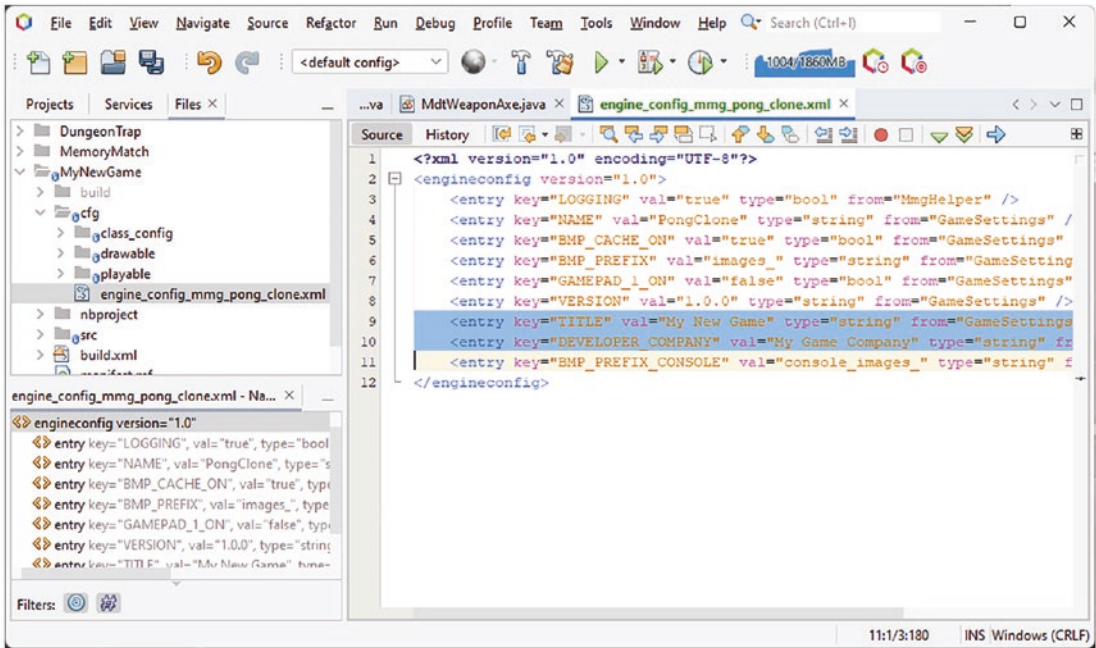 File Edit View Navigate Source Refactor Run Debug Profile Team Tools Window Help Search (Ctrl+I)
<default config> 1004/1860MB
Projects Services Files ...va MdtWeaponAxe.java engine_config_mmg_pong_clone.xml
Source History
DungeonTrap
MemoryMatch
MyNewGame
build
cfg
class_config
drawable
playable
engine_config_mmg_pong_clone.xml
nbproject
src
build.xml
1 <?xml version="1.0" encoding="UTF-8"?>
2 <engineconfig version="1.0">
3 <entry key="LOGGING" val="true" type="bool" from="MmgHelper" />
4 <entry key="NAME" val="PongClone" type="string" from="GameSettings" /
5 <entry key="BMP_CACHE_ON" val="true" type="bool" from="GameSettings"
6 <entry key="BMP_PREFIX" val="images_" type="string" from="GameSetting
7 <entry key="GAMEPAD_1_ON" val="false" type="bool" from="GameSettings"
8 <entry key="VERSION" val="1.0.0" type="string" from="GameSettings" />
9 <entry key="TITLE" val="My New Game" type="string" from="GameSettings
10 <entry key="DEVELOPER_COMPANY" val="My Game Company" type="string" fr
11 <entry key="BMP_PREFIX_CONSOLE" val="console_images_" type="string" f
12 </engineconfig>
engine_config_mmg_pong_clone.xml - Na...
engineconfig version="1.0"
entry key="LOGGING", val="true", type="bool
entry key="NAME", val="PongClone", type="s
entry key="BMP_CACHE_ON", val="true", type
entry key="BMP_PREFIX", val="images_", type
entry key="GAMEPAD_1_ON", val="false", typ
entry key="VERSION", val="1.0.0", type="string
entry key="TITLE", val="My New Game", type=
Filters:
11:1/3:180 INS Windows (CRLF)